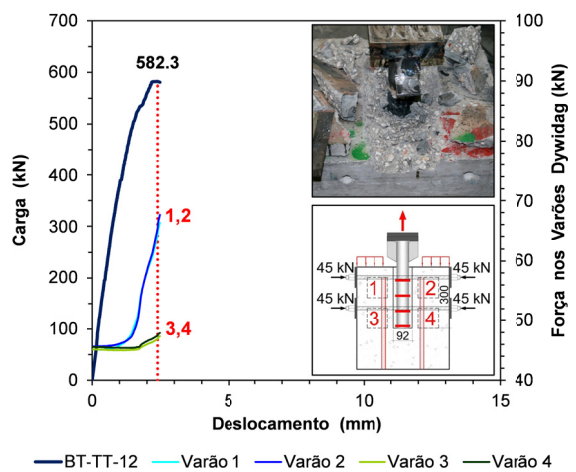 700
600
500
400
300
200
100
0
Carga (kN)
582.3
1,2
3,4
100
90
80
70
60
50
40
Força nos Varões Dywidag (kN)
45 kN
45 kN
1
2
300
45 kN
45 kN
3
4
92
0
5
10
15
Deslocamento (mm)
BT-TT-12
Varão 1
Varão 2
Varão 3
Varão 4